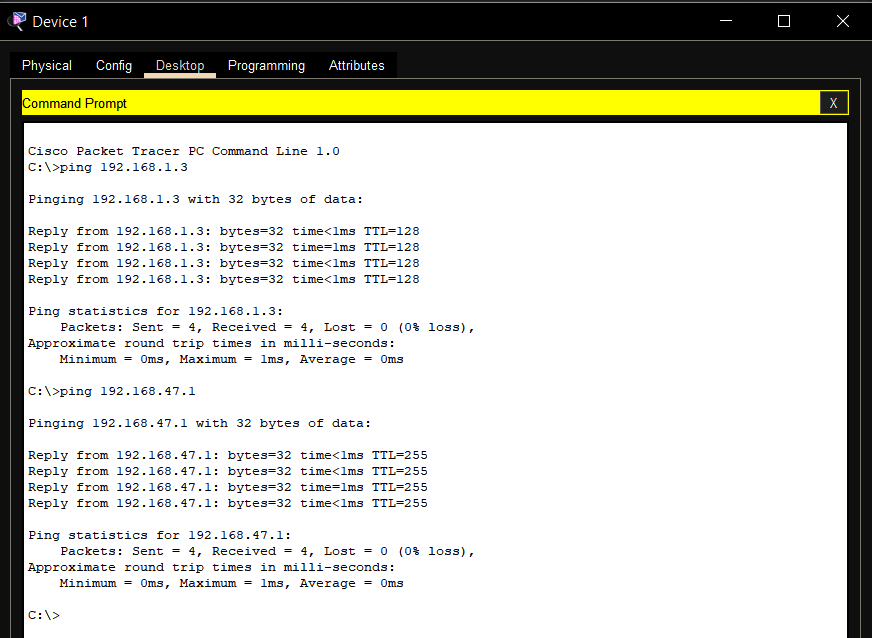 Device 1
Physical Config Desktop Programming Attributes
Command Prompt X
Cisco Packet Tracer PC Command Line 1.0
C:\>ping 192.168.1.3
Pinging 192.168.1.3 with 32 bytes of data:
Reply from 192.168.1.3: bytes=32 time<1ms TTL=128
Reply from 192.168.1.3: bytes=32 time=1ms TTL=128
Reply from 192.168.1.3: bytes=32 time<1ms TTL=128
Reply from 192.168.1.3: bytes=32 time<1ms TTL=128
Ping statistics for 192.168.1.3:
Packets: Sent = 4, Received = 4, Lost = 0 (0% loss),
Approximate round trip times in milli-seconds:
Minimum = 0ms, Maximum = 1ms, Average = 0ms
C:\>ping 192.168.47.1
Pinging 192.168.47.1 with 32 bytes of data:
Reply from 192.168.47.1: bytes=32 time<1ms TTL=255
Reply from 192.168.47.1: bytes=32 time<1ms TTL=255
Reply from 192.168.47.1: bytes=32 time=1ms TTL=255
Reply from 192.168.47.1: bytes=32 time<1ms TTL=255
Ping statistics for 192.168.47.1:
Packets: Sent = 4, Received = 4, Lost = 0 (0% loss),
Approximate round trip times in milli-seconds:
Minimum = 0ms, Maximum = 1ms, Average = 0ms
C:\>